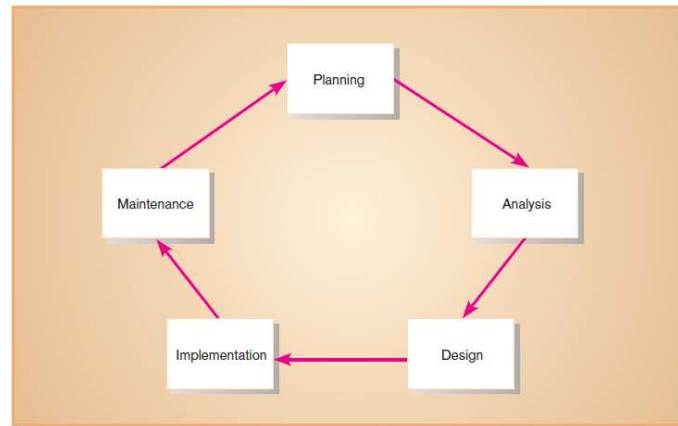 Planning
Analysis
Design
Implementation
Maintenance